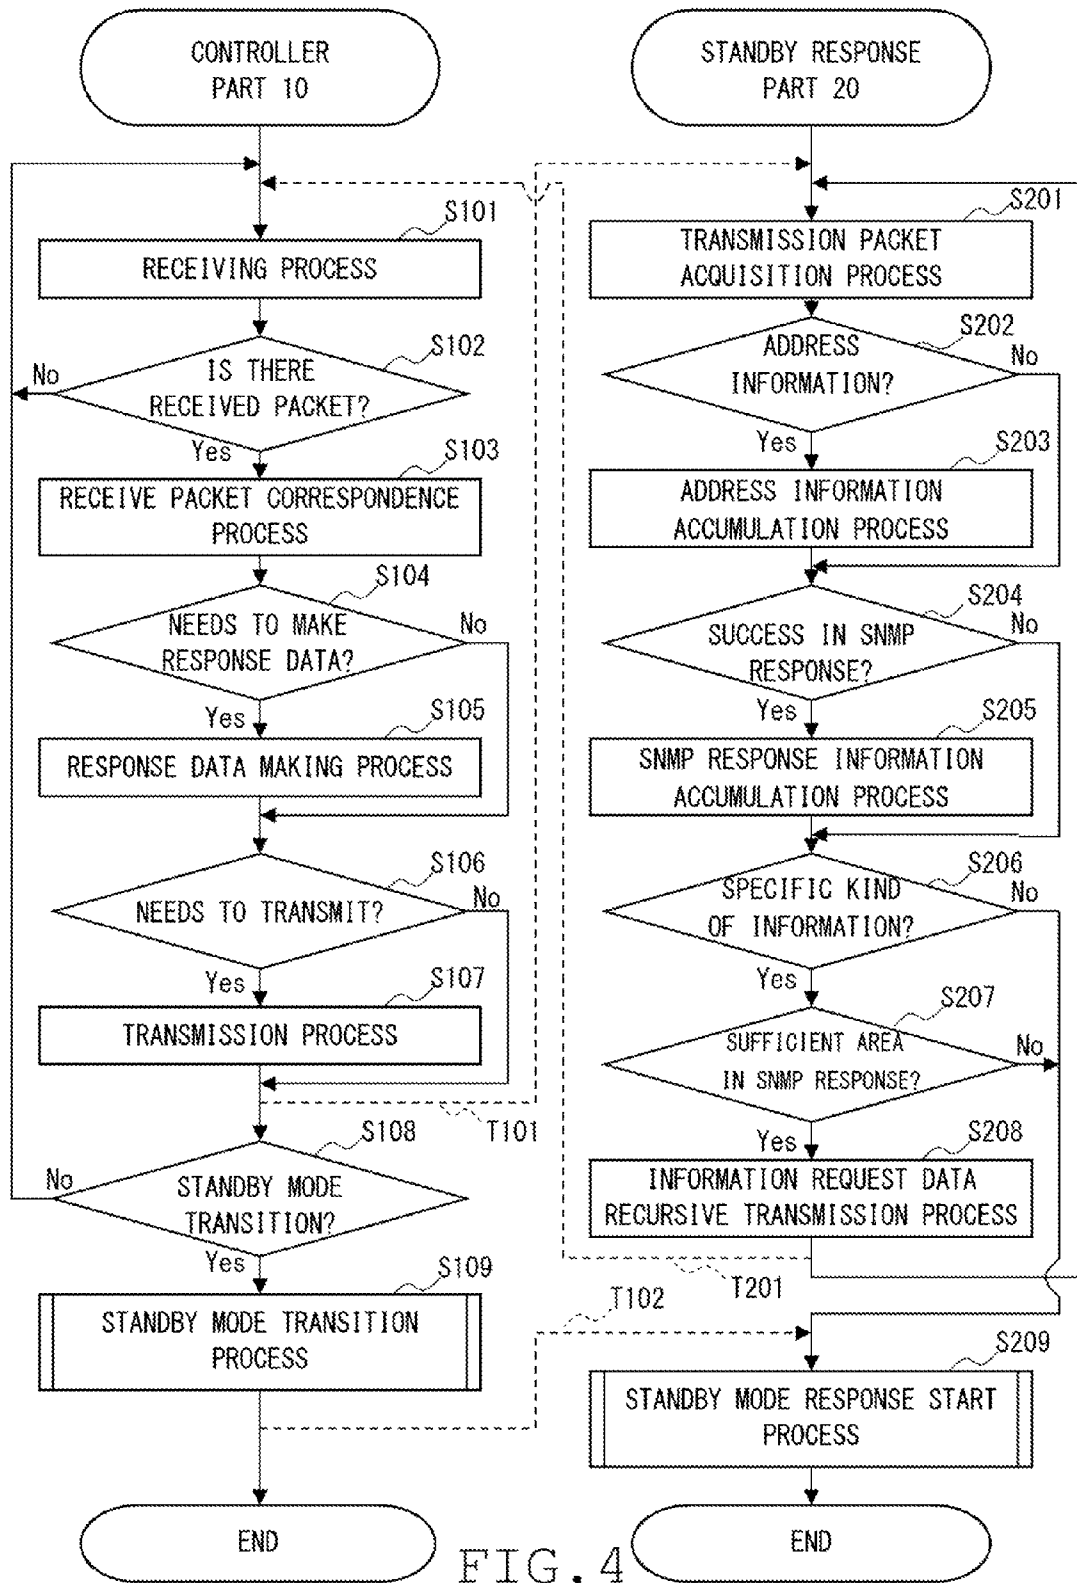 CONTROLLER
PART 10
S101
RECEIVING PROCESS
S102
IS THERE
RECEIVED PACKET?
No
Yes
S103
RECEIVE PACKET CORRESPONDENCE
PROCESS
S104
NEEDS TO MAKE
RESPONSE DATA?
No
Yes
S105
RESPONSE DATA MAKING PROCESS
S106
NEEDS TO TRANSMIT?
No
Yes
S107
TRANSMISSION PROCESS
T101
S108
No
STANDBY MODE
TRANSITION?
Yes
S109
STANDBY MODE TRANSITION
PROCESS
T102
END
STANDBY RESPONSE
PART 20
S201
TRANSMISSION PACKET
ACQUISITION PROCESS
S202
ADDRESS
INFORMATION?
No
Yes
S203
ADDRESS INFORMATION
ACCUMULATION PROCESS
S204
SUCCESS IN SNMP
RESPONSE?
No
Yes
S205
SNMP RESPONSE INFORMATION
ACCUMULATION PROCESS
S206
SPECIFIC KIND
OF INFORMATION?
No
Yes
S207
SUFFICIENT AREA
IN SNMP RESPONSE?
No
Yes
S208
INFORMATION REQUEST DATA
RECURSIVE TRANSMISSION PROCESS
T201
S209
STANDBY MODE RESPONSE START
PROCESS
END
FIG. 4